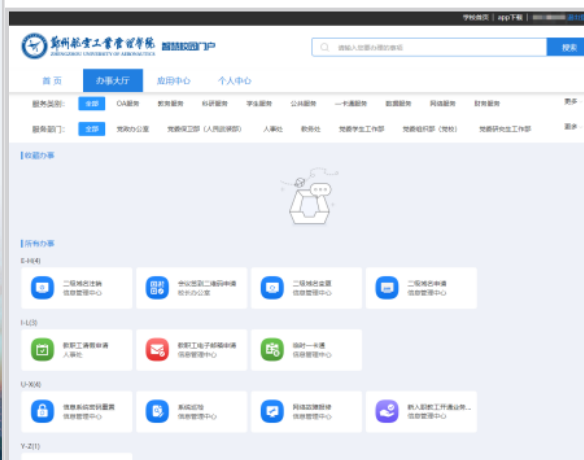 学校首页 | app下载 |
郑州航空工业管理学院 智慧校园门户
ZHENGZHOU UNIVERSITY OF AERONAUTICS
请输入您要办理的事项 搜索
首页 办事大厅 应用中心 个人中心
服务类别: 全部 OA服务 教务服务 科研服务 学生服务 公共服务 一卡通服务 数据服务 网络服务 财务服务 更多
服务部门: 全部 党政办公室 党委保卫部（人民武装部） 人事处 教务处 党委学生工作部 党委组织部（党校） 党委研究生工作部 更多
收藏办事
所有办事
E-H(4)
二级域名注销 会议签到二维码申请 二级域名变更 二级域名申请
信息管理中心 校长办公室 信息管理中心 信息管理中心
I-L(3)
教职工请假申请 教职工电子邮箱申请 临时一卡通
人事处 信息管理中心 信息管理中心
U-X(4)
信息系统密码重置 系统巡检 网络故障报修 新入职教工开通业务...
信息管理中心 信息管理中心 信息管理中心 信息管理中心
Y-Z(1)